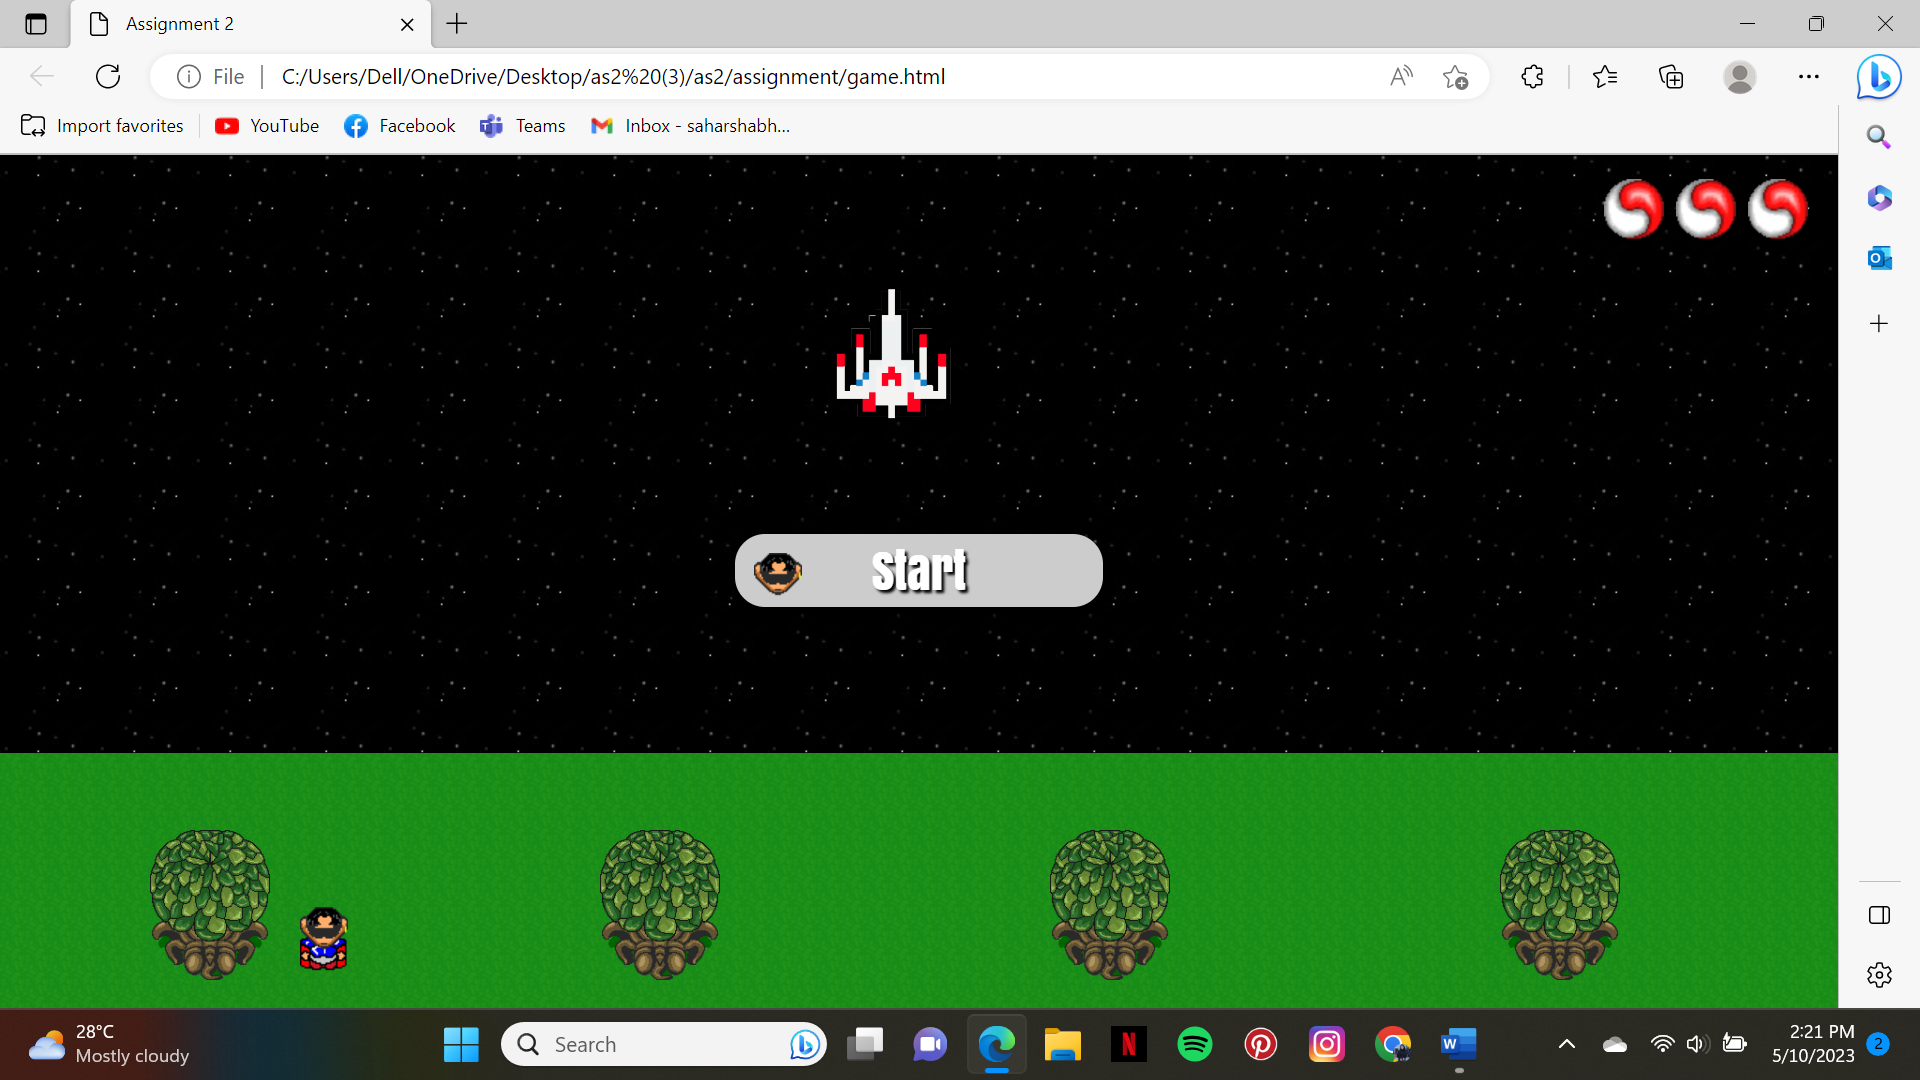 Assignment 2
File
C:/Users/Dell/OneDrive/Desktop/as2%20(3)/as2/assignment/game.html
Import favorites
YouTube
Facebook
Teams
Inbox - saharshabh...
Start
28°C
Mostly cloudy
Search
2:21 PM
5/10/2023
2